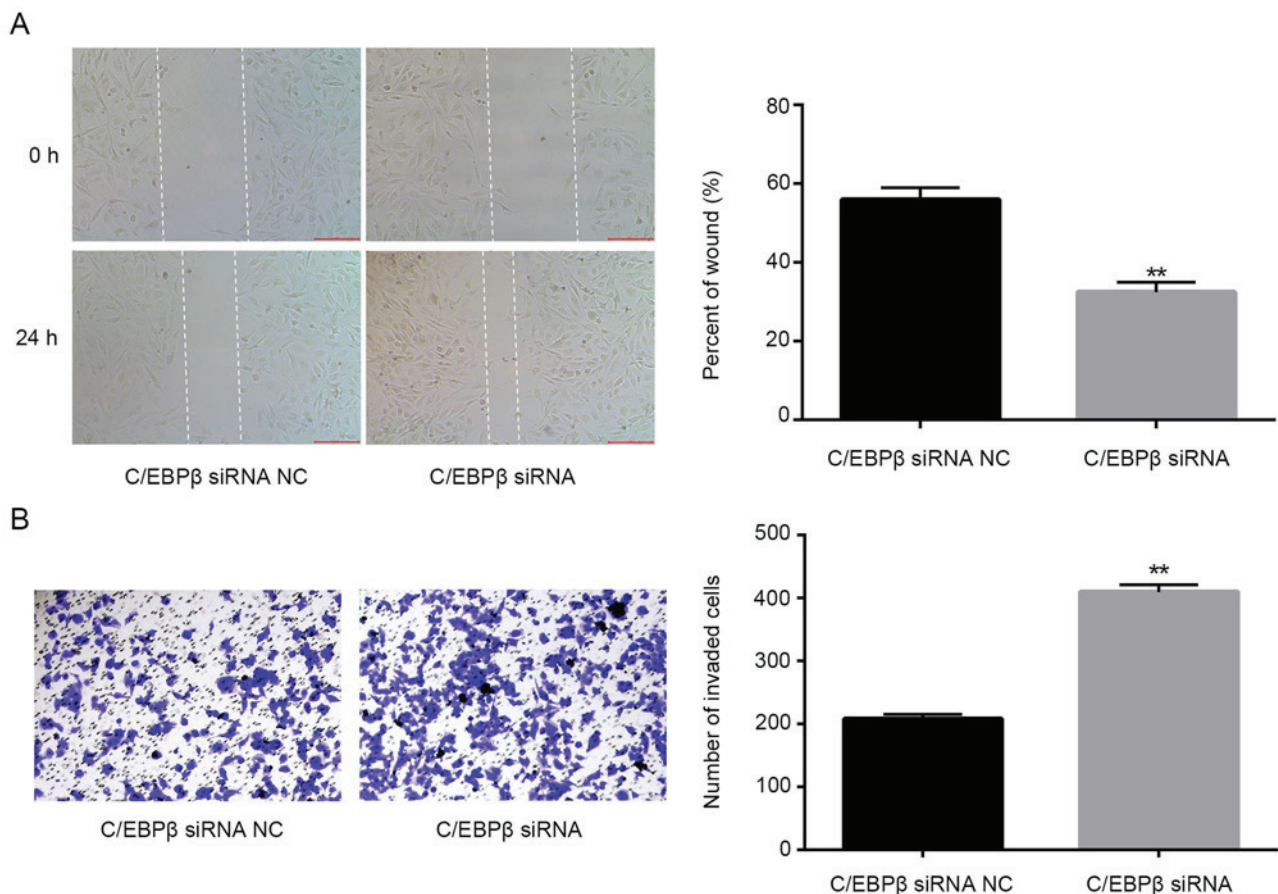 A
0 h
24 h
C/EBPβ siRNA NC
C/EBPβ siRNA
Percent of wound (%)
80
60
40
20
0
**
C/EBPβ siRNA NC
C/EBPβ siRNA
B
C/EBPβ siRNA NC
C/EBPβ siRNA
Number of invaded cells
500
400
300
200
100
0
**
C/EBPβ siRNA NC
C/EBPβ siRNA